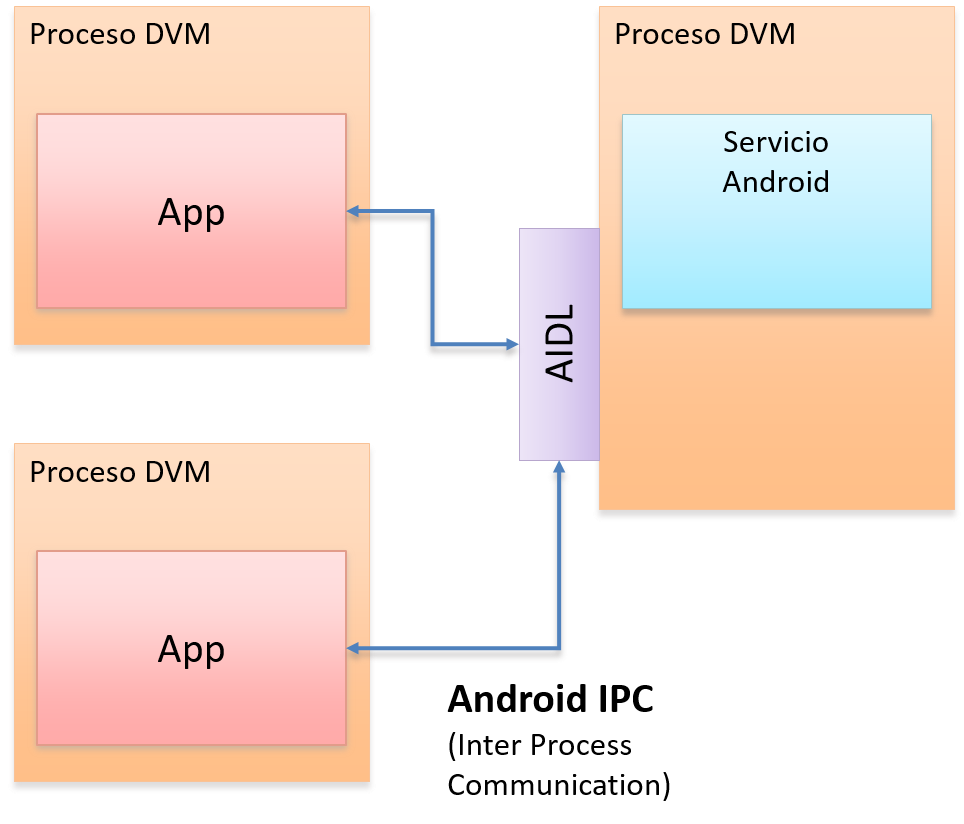 Proceso DVM
App
Proceso DVM
Servicio
Android
AIDL
Proceso DVM
App
Android IPC
(Inter Process
Communication)